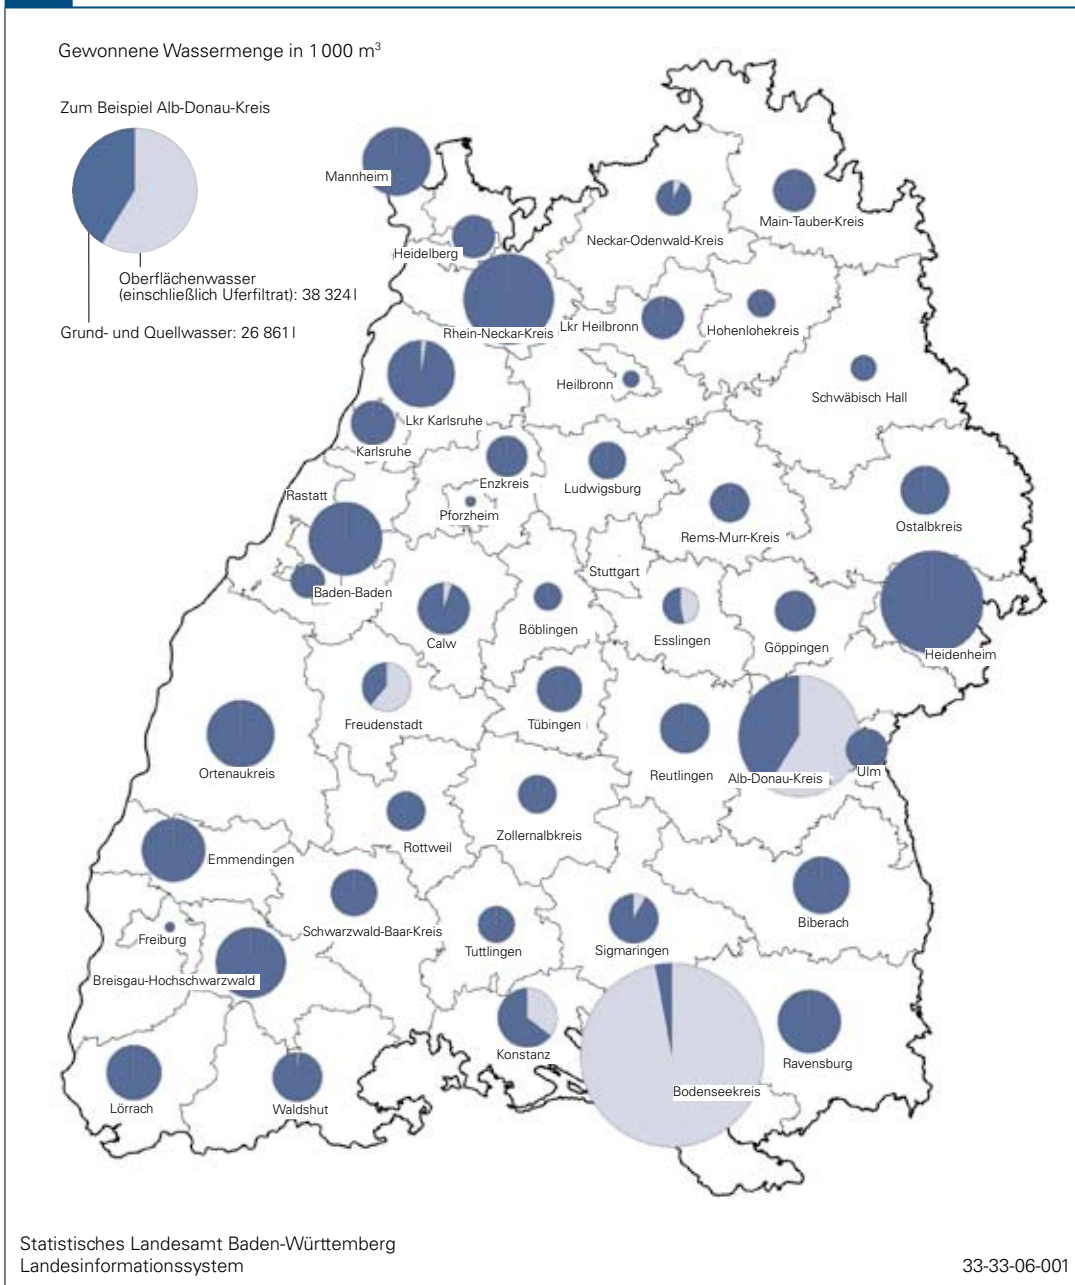 Gewonnene Wassermenge in 1 000 m³
Zum Beispiel Alb-Donau-Kreis
Oberflächenwasser
(einschließlich Uferfiltrat): 38 324 l
Grund- und Quellwasser: 26 861 l
Mannheim
Main-Tauber-Kreis
Neckar-Odenwald-Kreis
Heidelberg
Rhein-Neckar-Kreis
Lkr Heilbronn
Hohenlohekreis
Heilbronn
Schwäbisch Hall
Lkr Karlsruhe
Karlsruhe
Enzkreis
Ludwigsburg
Rastatt
Pforzheim
Rems-Murr-Kreis
Ostalbkreis
Stuttgart
Baden-Baden
Calw
Böblingen
Esslingen
Göppingen
Heidenheim
Freudenstadt
Tübingen
Ortenaukreis
Reutlingen
Alb-Donau-Kreis
Ulm
Rottweil
Zollernalbkreis
Emmendingen
Biberach
Freiburg
Schwarzwald-Baar-Kreis
Tuttlingen
Sigmaringen
Breisgau-Hochschwarzwald
Konstanz
Ravensburg
Bodenseekreis
Lörrach
Waldshut
Statistisches Landesamt Baden-Württemberg
Landesinformationssystem
33-33-06-001